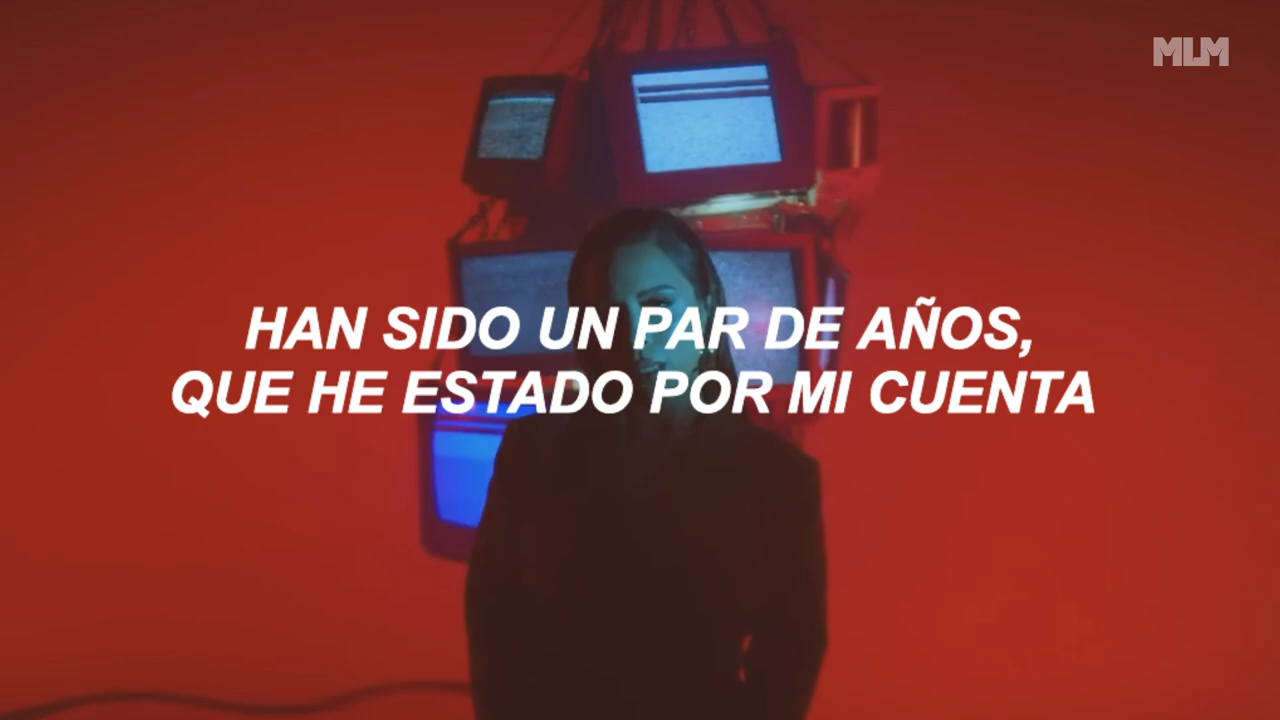 MLM
HAN SIDO UN PAR DE AÑOS,
QUE HE ESTADO POR MI CUENTA